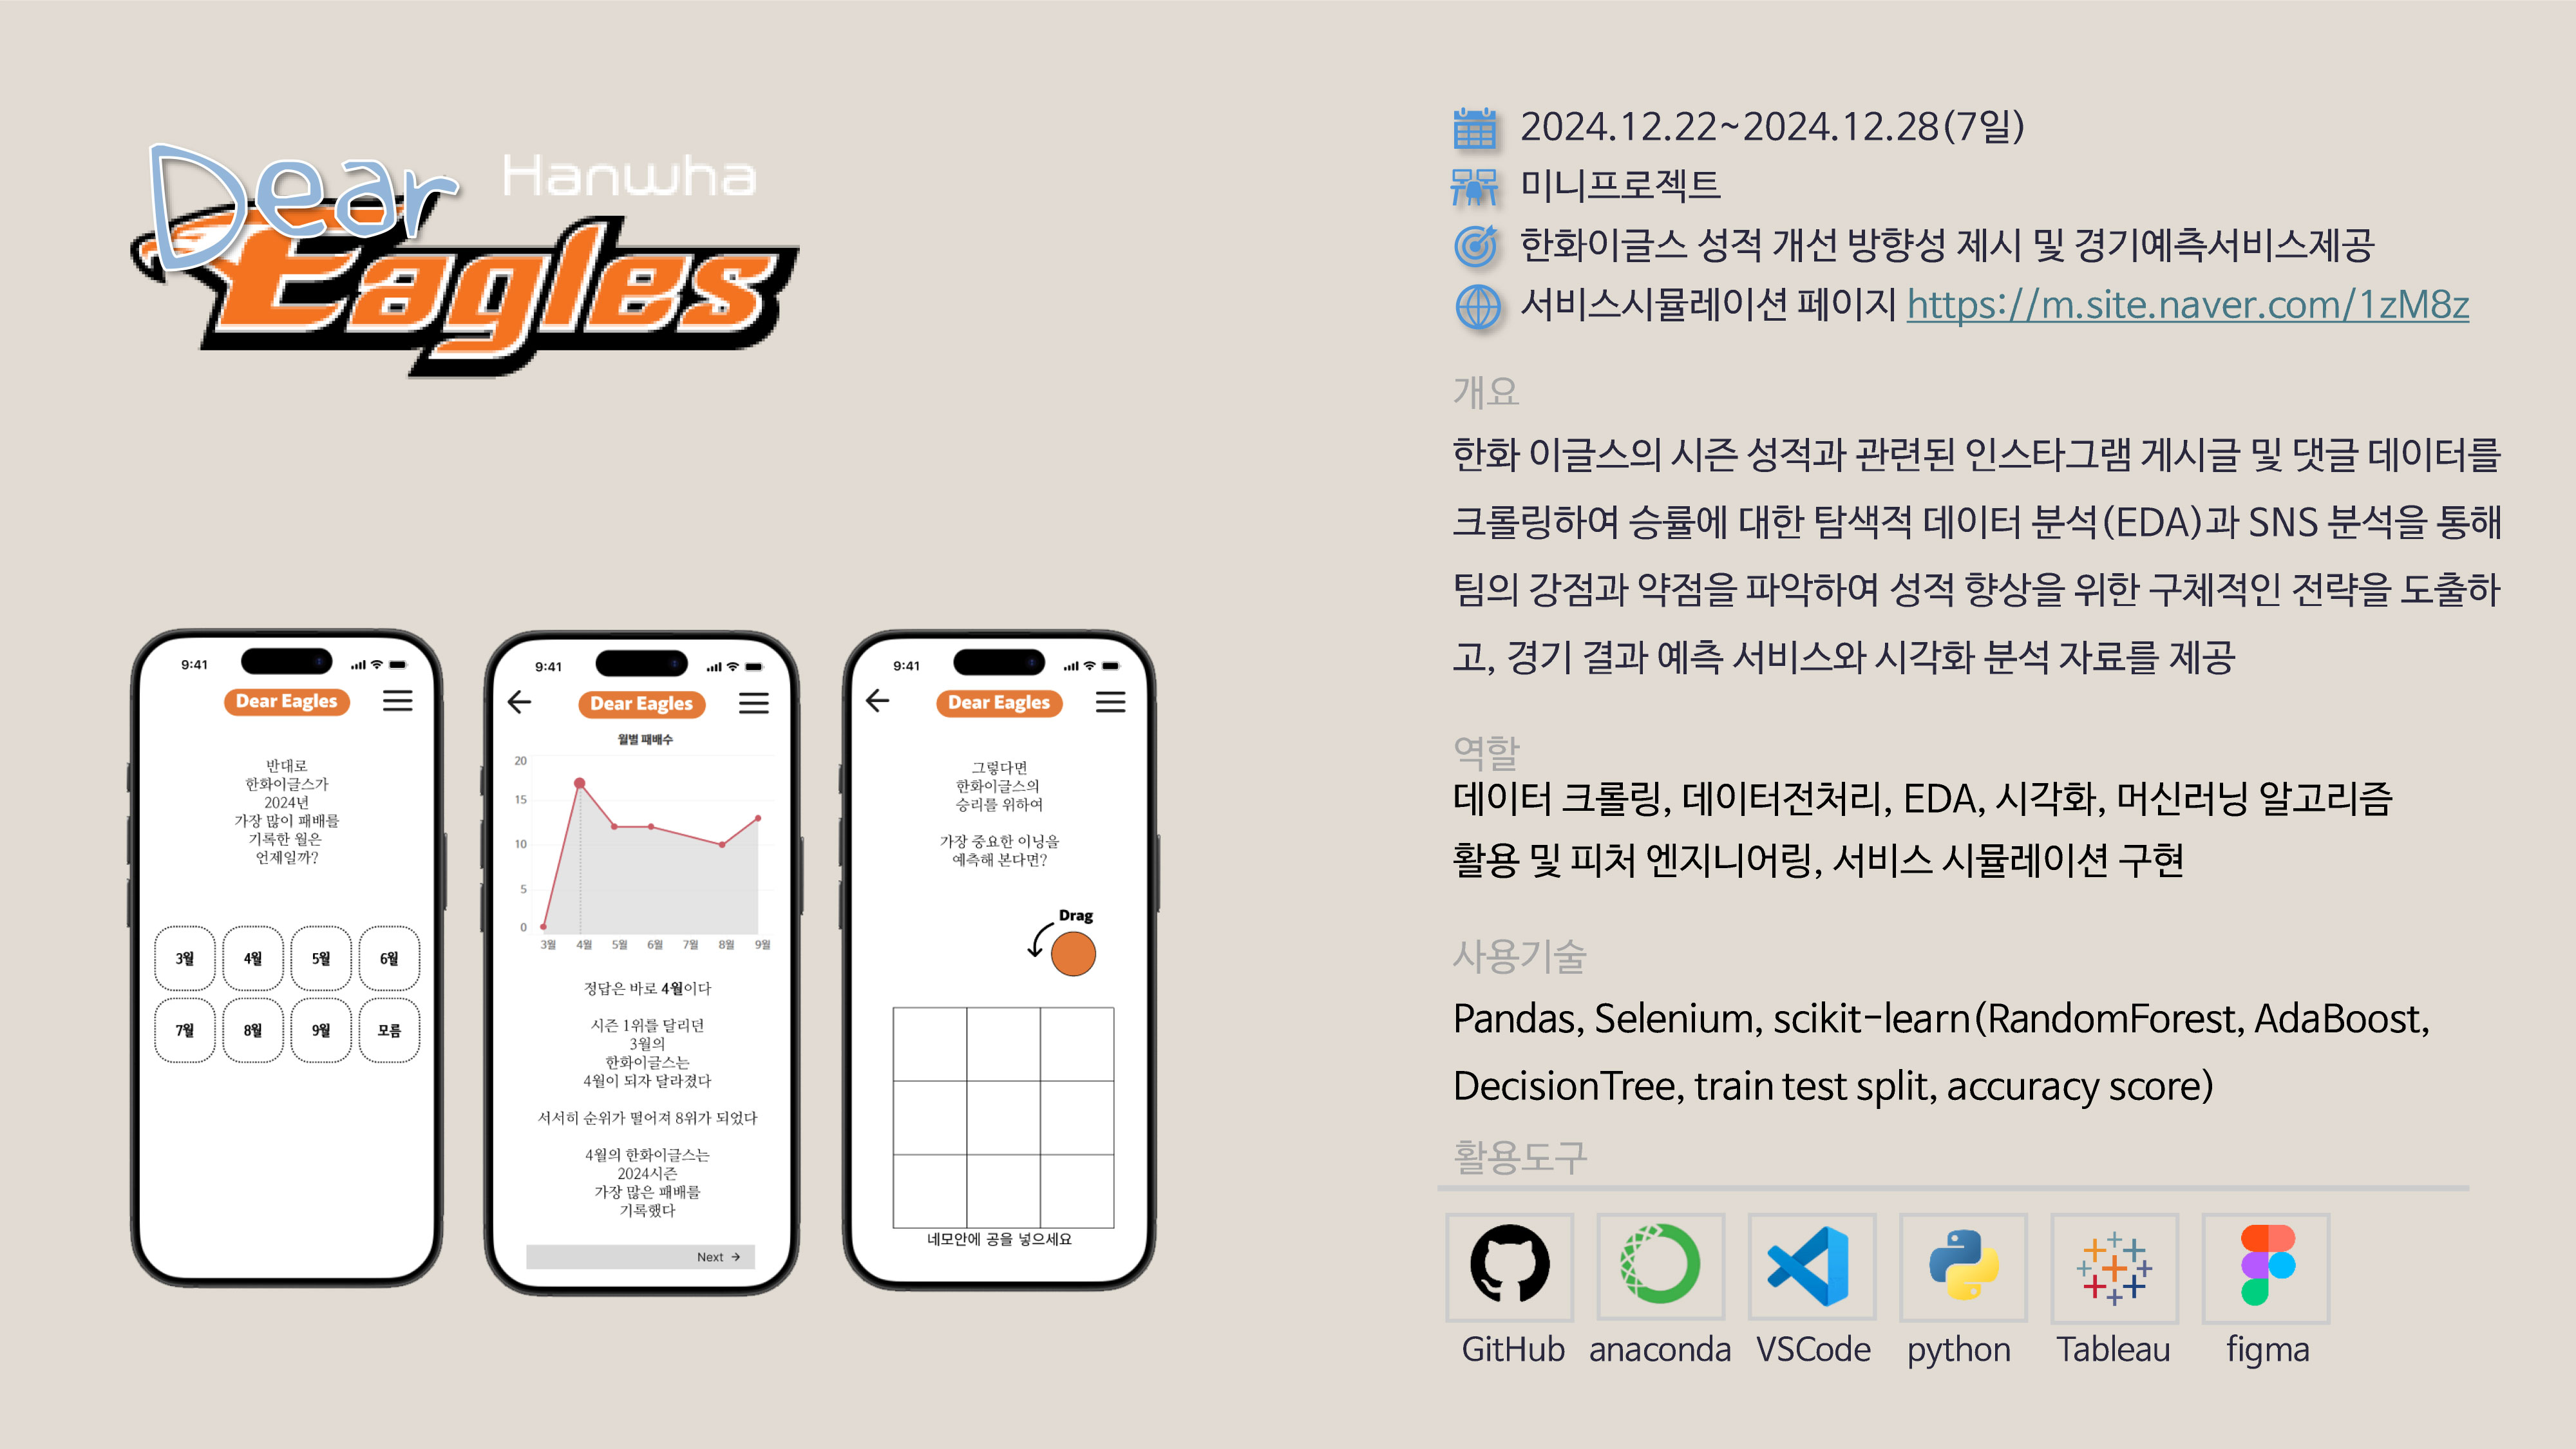 Dear
Hanwha
Eagles
2024.12.22~2024.12.28(7일)
미니프로젝트
한화이글스 성적 개선 방향성 제시 및 경기예측서비스제공
서비스시뮬레이션 페이지 https://m.site.naver.com/1zM8z
개요
한화 이글스의 시즌 성적과 관련된 인스타그램 게시글 및 댓글 데이터를
크롤링하여 승률에 대한 탐색적 데이터 분석(EDA)과 SNS 분석을 통해
팀의 강점과 약점을 파악하여 성적 향상을 위한 구체적인 전략을 도출하
고, 경기 결과 예측 서비스와 시각화 분석 자료를 제공
역할
데이터 크롤링, 데이터전처리, EDA, 시각화, 머신러닝 알고리즘
활용 및 피처 엔지니어링, 서비스 시뮬레이션 구현
사용기술
Pandas, Selenium, scikit-learn(RandomForest, AdaBoost,
DecisionTree, train test split, accuracy score)
활용도구
GitHub anaconda VSCode python Tableau figma
9:41
Dear Eagles
반대로
한화이글스가
2024년
가장 많이 패배를
기록한 월은
언제일까?
3월 4월 5월 6월
7월 8월 9월 모름
9:41
Dear Eagles
월별 패배수
20
15
10
5
0
3월 4월 5월 6월 7월 8월 9월
정답은 바로 4월이다
시즌 1위를 달리던
3월의
한화이글스는
4월이 되자 달라졌다
서서히 순위가 떨어져 8위가 되었다
4월의 한화이글스는
2024시즌
가장 많은 패배를
기록했다
Next →
9:41
Dear Eagles
그렇다면
한화이글스의
승리를 위하여
가장 중요한 이닝을
예측해 본다면?
Drag
네모안에 공을 넣으세요